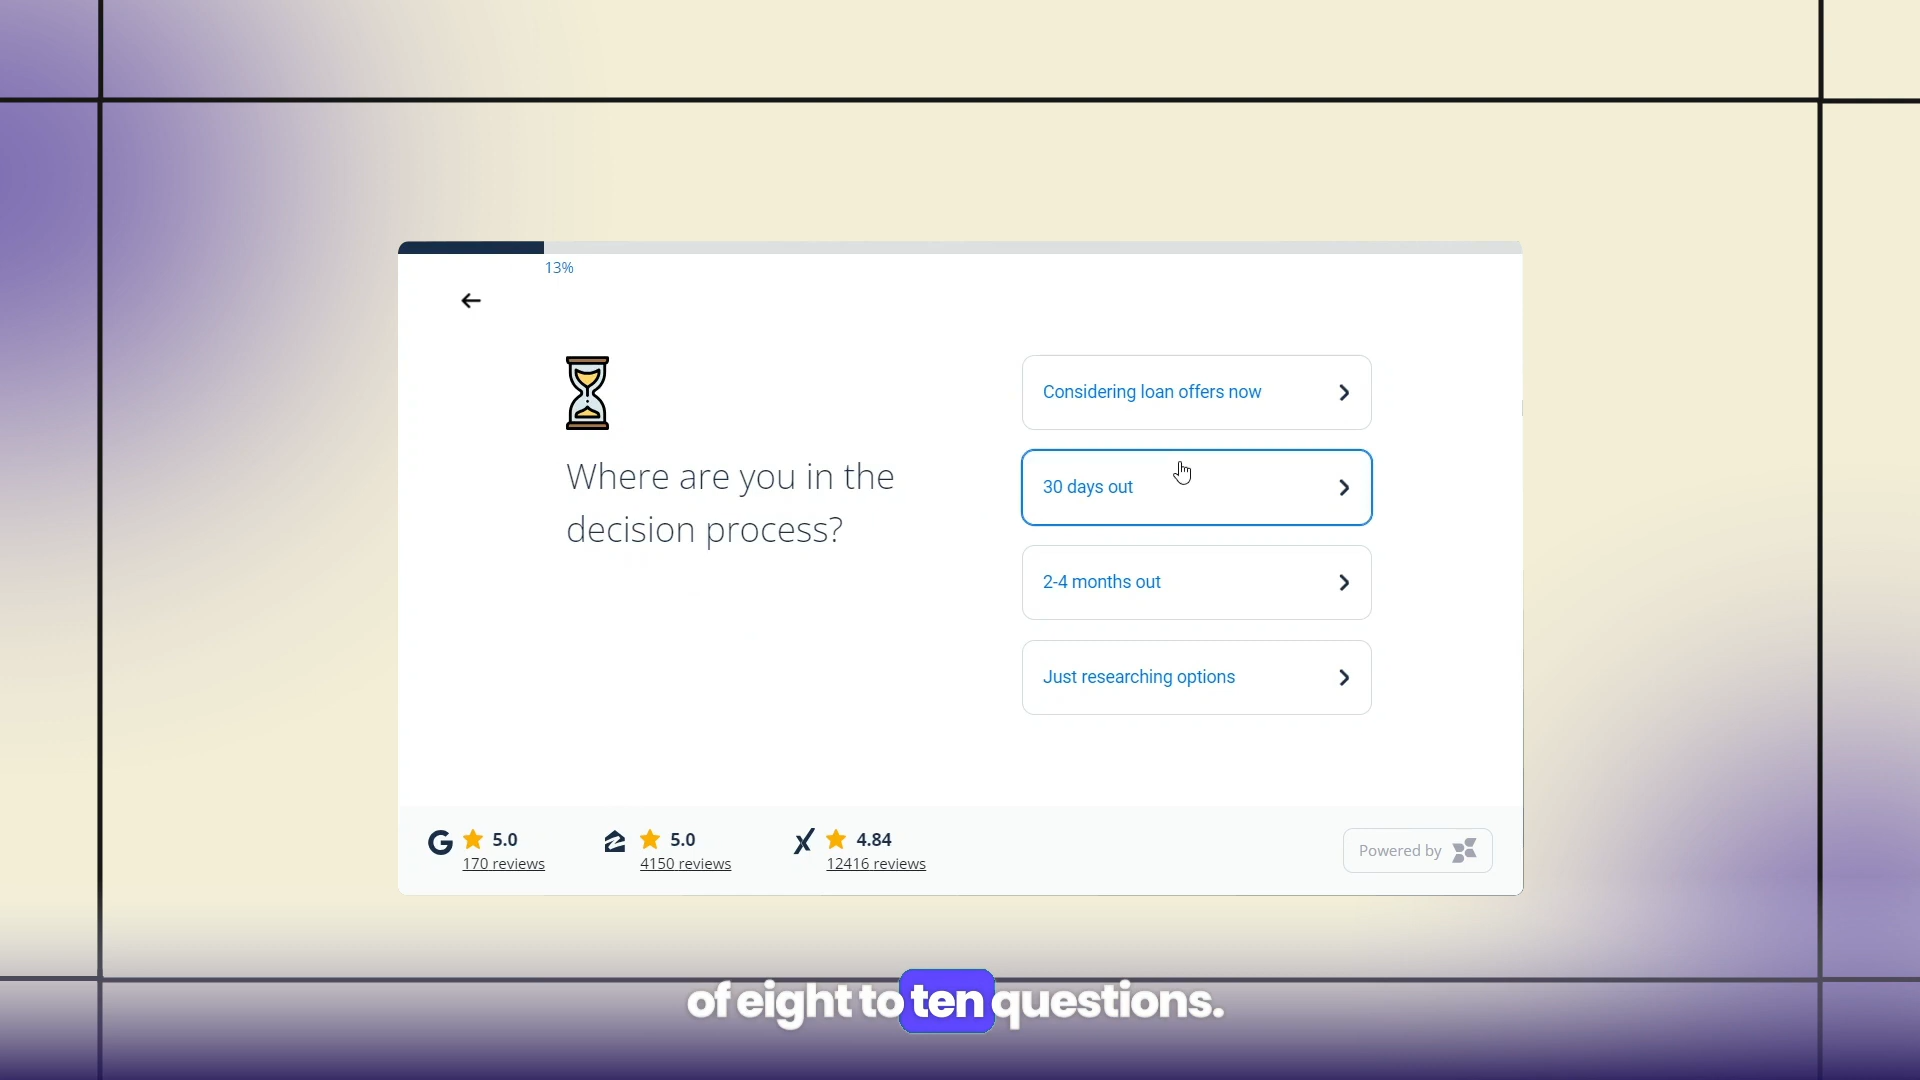 13%
Where are you in the
decision process?
Considering loan offers now
30 days out
2-4 months out
Just researching options
5.0
170 reviews
5.0
4150 reviews
4.84
12416 reviews
Powered by
of eight to ten questions.